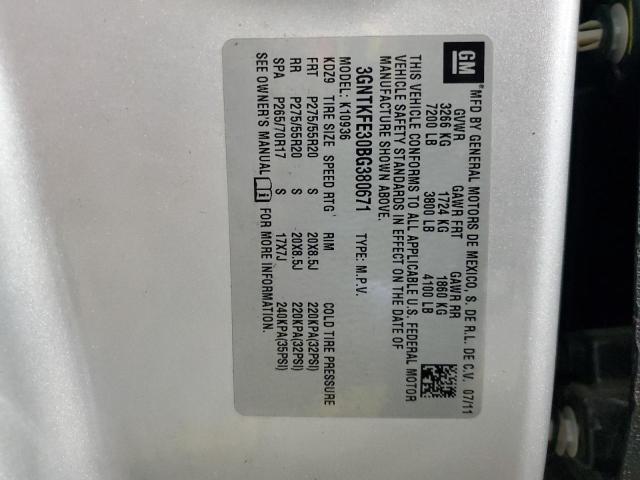 GM
MFD BY GENERAL MOTORS DE MEXICO, S. DE R.L. DE C.V. 07/11
GVWR GAWR FRT GAWR RR
3266 KG 1724 KG 1860 KG
7200 LB 3800 LB 4100 LB
THIS VEHICLE CONFORMS TO ALL APPLICABLE U.S. FEDERAL MOTOR
VEHICLE SAFETY STANDARDS IN EFFECT ON THE DATE OF
MANUFACTURE SHOWN ABOVE.
3GNTKFE30BG380671 TYPE: M.P.V.
MODEL: K10936
KDZ9 TIRE SIZE SPEED RTG RIM COLD TIRE PRESSURE
FRT P275/55R20 S 20X8.5J 220KPA(32PSI)
RR P275/55R20 S 20X8.5J 220KPA(32PSI)
SPA P265/70R17 S 17X7J 240KPA(35PSI)
SEE OWNER'S MANUAL FOR MORE INFORMATION.